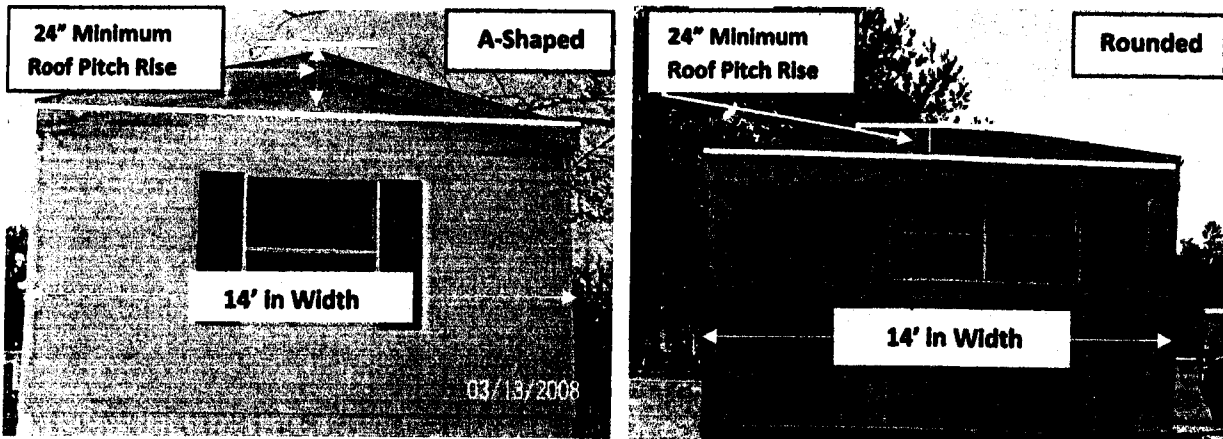 24" Minimum
Roof Pitch Rise
A-Shaped
14' in Width
03/13/2008
24" Minimum
Roof Pitch Rise
Rounded
14' in Width